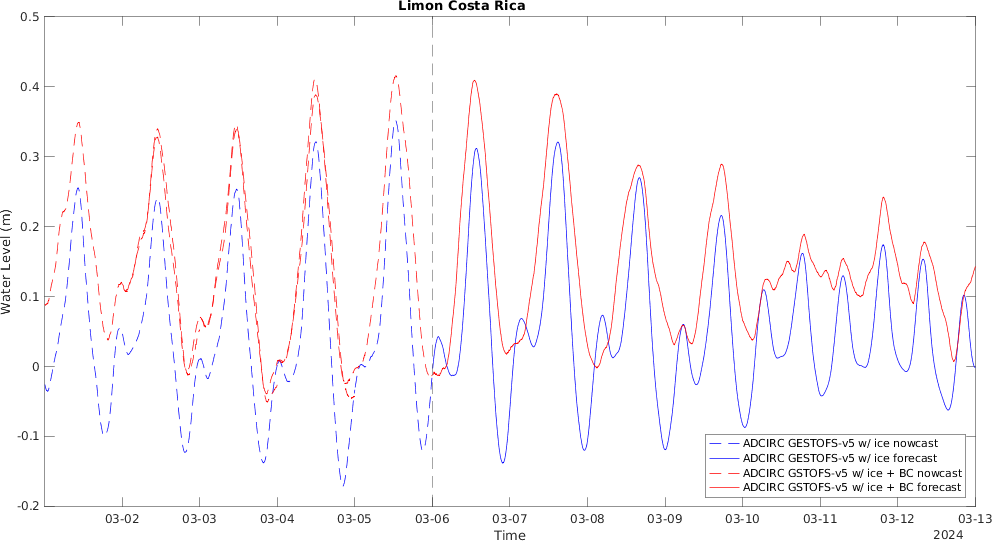 Limon Costa Rica
0.5
0.4
0.3
0.2
0.1
0
-0.1
-0.2
Water Level (m)
ADCIRC GESTOFS-v5 w/ ice nowcast
ADCIRC GESTOFS-v5 w/ ice forecast
ADCIRC GSTOFS-v5 w/ ice + BC nowcast
ADCIRC GSTOFS-v5 w/ ice + BC forecast
03-02 03-03 03-04 03-05 03-06 03-07 03-08 03-09 03-10 03-11 03-12 03-13
Time
2024